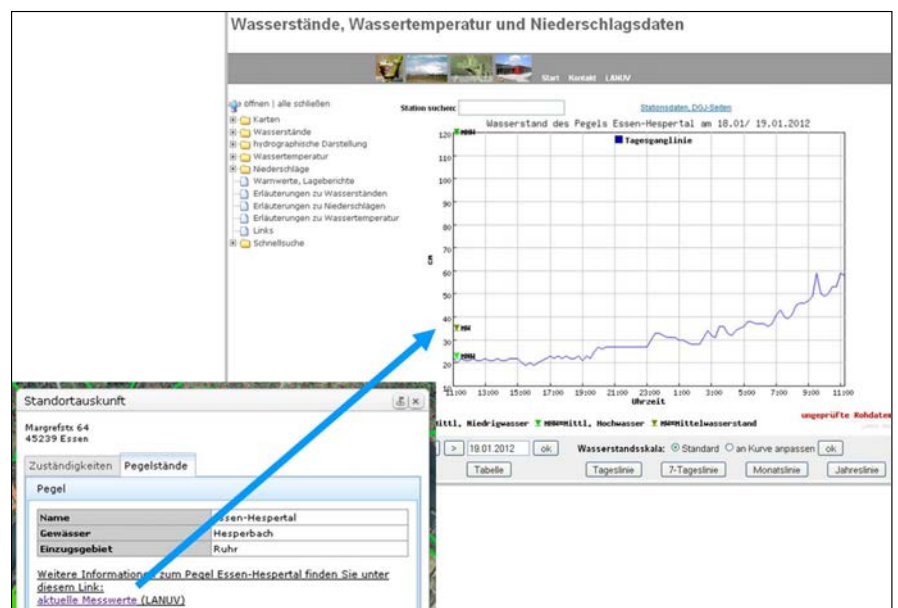 Wasserstände, Wassertemperatur und Niederschlagsdaten
Start Kontakt LANUV
öffnen | alle schließen
Karten
Wasserstände
hydrographische Darstellung
Wassertemperatur
Niederschläge
Warnwerte, Lageberichte
Erläuterungen zu Wasserständen
Erläuterungen zu Niederschlägen
Erläuterungen zu Wassertemperatur
Links
Schnellsuche
Station suchen:
Stationsdaten, DGJ-Seiten
Wasserstand des Pegels Essen-Hespertal am 18.01/ 19.01.2012
Tagesganglinie
120 MHW
110
100
90
80
70
cm
60
50
40
MW
30
MNW
20
10
11:00 13:00 15:00 17:00 19:00 21:00 23:00 1:00 3:00 5:00 7:00 9:00 11:00
Uhrzeit
ungeprüfte Rohdaten
ittl. Niedrigwasser MHW=Mittl. Hochwasser MW=Mittelwasserstand
> 19.01.2012 ok Wasserstandsskala: Standard an Kurve anpassen ok
Tabelle Tageslinie 7-Tageslinie Monatslinie Jahreslinie
Standortauskunft
Margrefstr 64
45239 Essen
Zuständigkeiten Pegelstände
Pegel
Name Essen-Hespertal
Gewässer Hesperbach
Einzugsgebiet Ruhr
Weitere Informationen zum Pegel Essen-Hespertal finden Sie unter
diesem Link:
aktuelle Messwerte (LANUV)